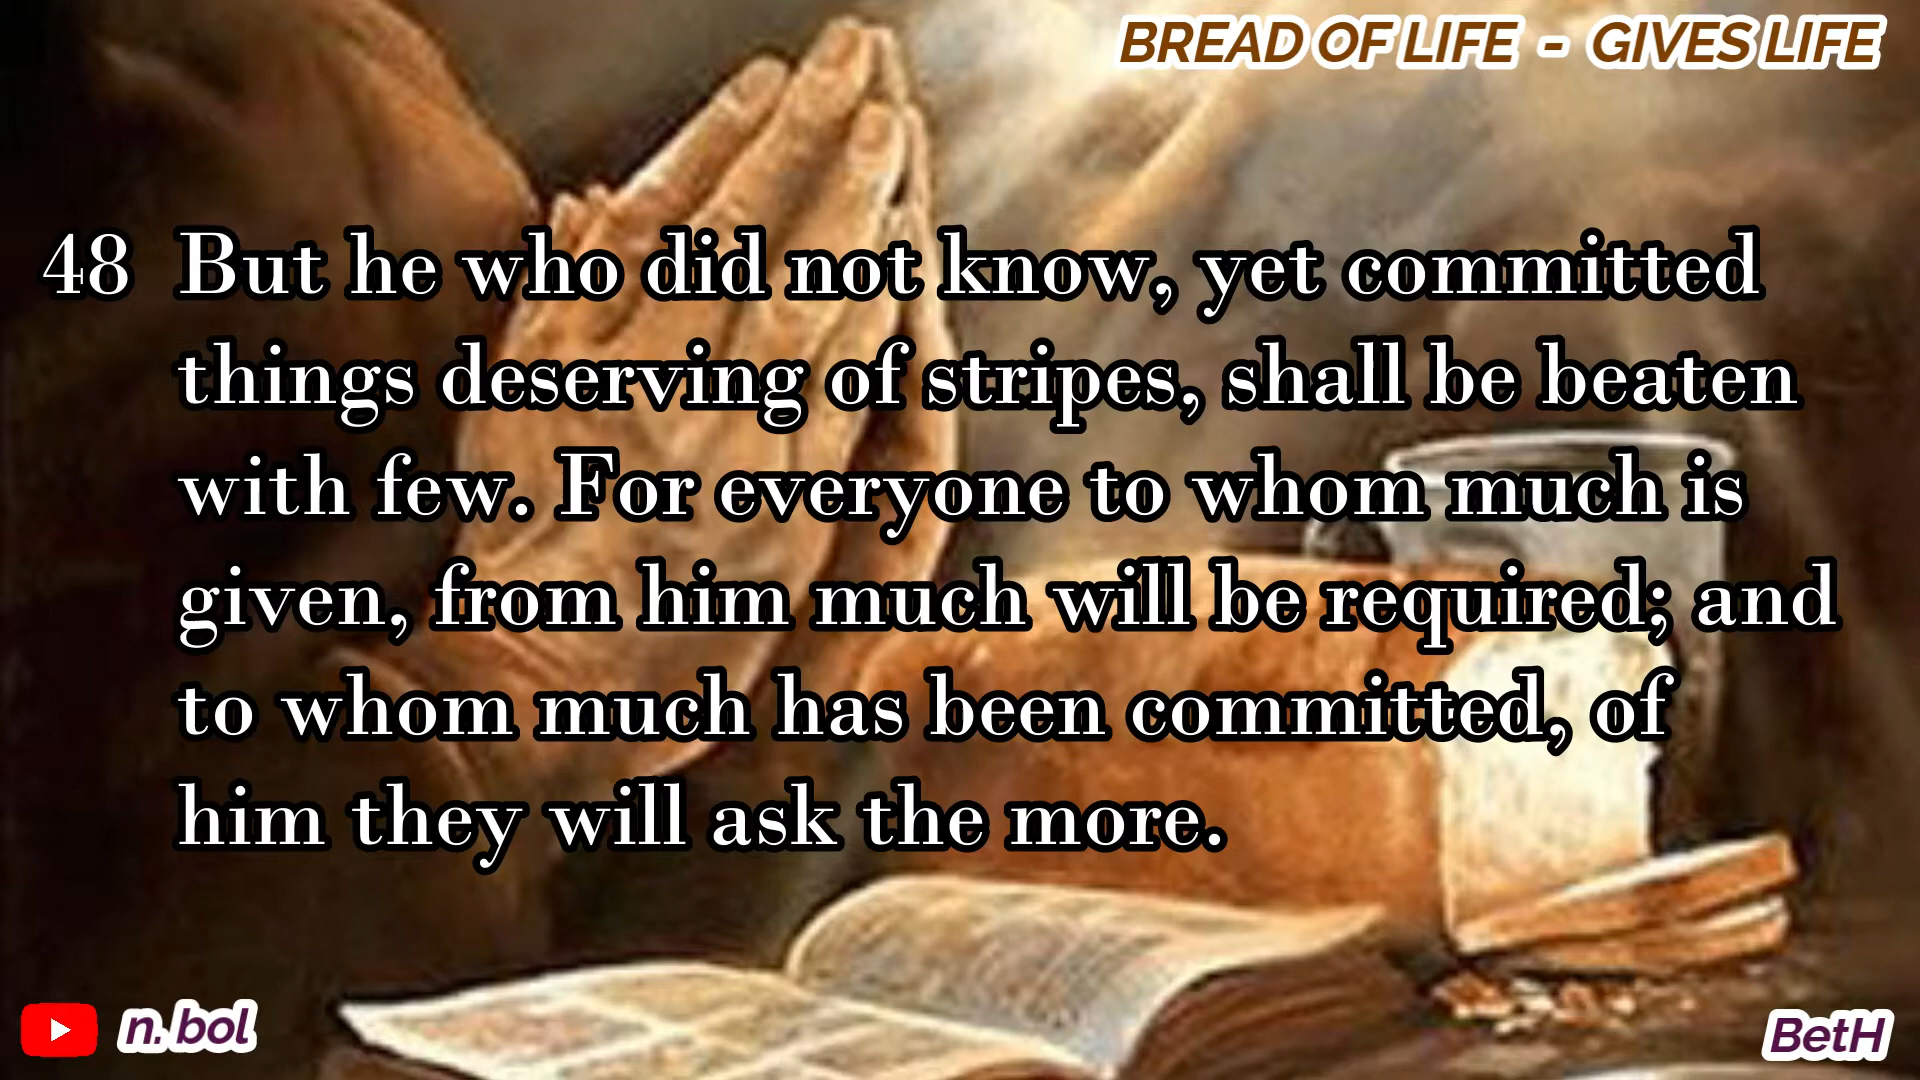 BREAD OF LIFE - GIVES LIFE
48 But he who did not know, yet committed
things deserving of stripes, shall be beaten
with few. For everyone to whom much is
given, from him much will be required; and
to whom much has been committed, of
him they will ask the more.
n. bol
BetH